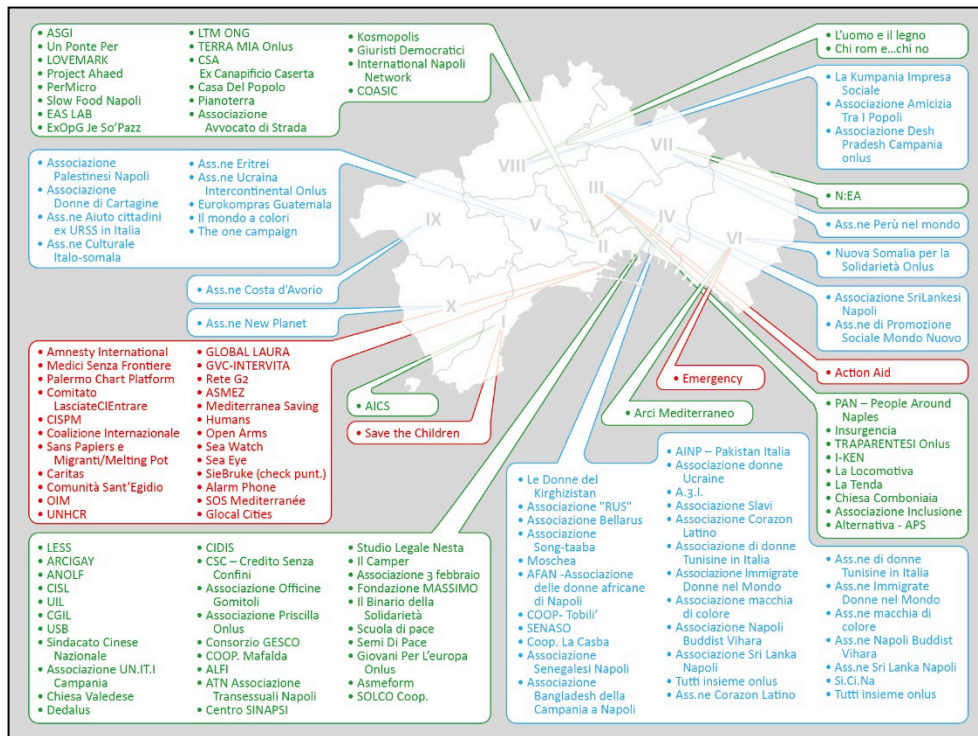 • ASGI
• Un Ponte Per
• LOVEMARK
• Project Ahaed
• PerMicro
• Slow Food Napoli
• EAS LAB
• ExOpG Je So'Pazz
• LTM ONG
• TERRA MIA Onlus
• CSA
Ex Canapificio Caserta
• Casa Del Popolo
• Pianoterra
• Associazione
Avvocato di Strada
• Kosmopolis
• Giuristi Democratici
• International Napoli
Network
• COASIC
• L'uomo e il legno
• Chi rom e...chi no
• La Kumpania Impresa
Sociale
• Associazione Amicizia
Tra I Popoli
• Associazione Desh
Pradesh Campania
onlus
• Associazione
Palestinesi Napoli
• Associazione
Donne di Cartagine
• Ass.ne Aiuto cittadini
ex URSS in Italia
• Ass.ne Culturale
Italo-somala
• Ass.ne Eritrei
• Ass.ne Ucraina
Intercontinental Onlus
• Eurokompras Guatemala
• Il mondo a colori
• The one campaign
VIII
VII
III
IX
V
IV
II
VI
X
I
• N:EA
• Ass.ne Perù nel mondo
• Nuova Somalia per la
Solidarietà Onlus
• Ass.ne Costa d'Avorio
• Ass.ne New Planet
• Associazione SriLankesi
Napoli
• Ass.ne di Promozione
Sociale Mondo Nuovo
• Amnesty International
• Medici Senza Frontiere
• Palermo Chart Platform
• Comitato
LasciateCIEntrare
• CISPM
• Coalizione Internazionale
• Sans Papiers e
Migranti/Melting Pot
• Caritas
• Comunità Sant'Egidio
• OIM
• UNHCR
• GLOBAL LAURA
• GVC-INTERVITA
• Rete G2
• ASMEZ
• Mediterranea Saving
• Humans
• Open Arms
• Sea Watch
• Sea Eye
• SieBruke (check punt.)
• Alarm Phone
• SOS Mediterranée
• Glocal Cities
• AICS
• Save the Children
• Emergency
• Arci Mediterraneo
• Action Aid
• PAN – People Around
Naples
• Insurgencia
• TRAPARENTESI Onlus
• I-KEN
• La Locomotiva
• La Tenda
• Chiesa Comboniaia
• Associazione Inclusione
• Alternativa - APS
• LESS
• ARCIGAY
• ANOLF
• CISL
• UIL
• CGIL
• USB
• Sindacato Cinese
Nazionale
• Associazione UN.IT.I
Campania
• Chiesa Valedese
• Dedalus
• CIDIS
• CSC – Credito Senza
Confini
• Associazione Officine
Gomitoli
• Associazione Priscilla
Onlus
• Consorzio GESCO
• COOP. Mafalda
• ALFI
• ATN Associazione
Transessuali Napoli
• Centro SINAPSI
• Studio Legale Nesta
• Il Camper
• Associazione 3 febbraio
• Fondazione MASSIMO
• Il Binario della
Solidarietà
• Scuola di pace
• Semi Di Pace
• Giovani Per L'europa
Onlus
• Asmeform
• SOLCO Coop.
• Le Donne del
Kirghizistan
• Associazione "RUS"
• Associazione Bellarus
• Associazione
Song-taaba
• Moschea
• AFAN -Associazione
delle donne africane
di Napoli
• COOP- Tobili'
• SENASO
• Coop. La Casba
• Associazione
Senegalesi Napoli
• Associazione
Bangladesh della
Campania a Napoli
• AINP – Pakistan Italia
• Associazione donne
Ucraine
• A.3.I.
• Associazione Slavi
• Associazione Corazon
Latino
• Associazione di donne
Tunisine in Italia
• Associazione Immigrate
Donne nel Mondo
• Associazione macchia
di colore
• Associazione Napoli
Buddist Vihara
• Associazione Sri Lanka
Napoli
• Tutti insieme onlus
• Ass.ne Corazon Latino
• Ass.ne di donne
Tunisine in Italia
• Ass.ne Immigrate
Donne nel Mondo
• Ass.ne macchia di
colore
• Ass.ne Napoli Buddist
Vihara
• Ass.ne Sri Lanka Napoli
• Si.Ci.Na
• Tutti insieme onlus